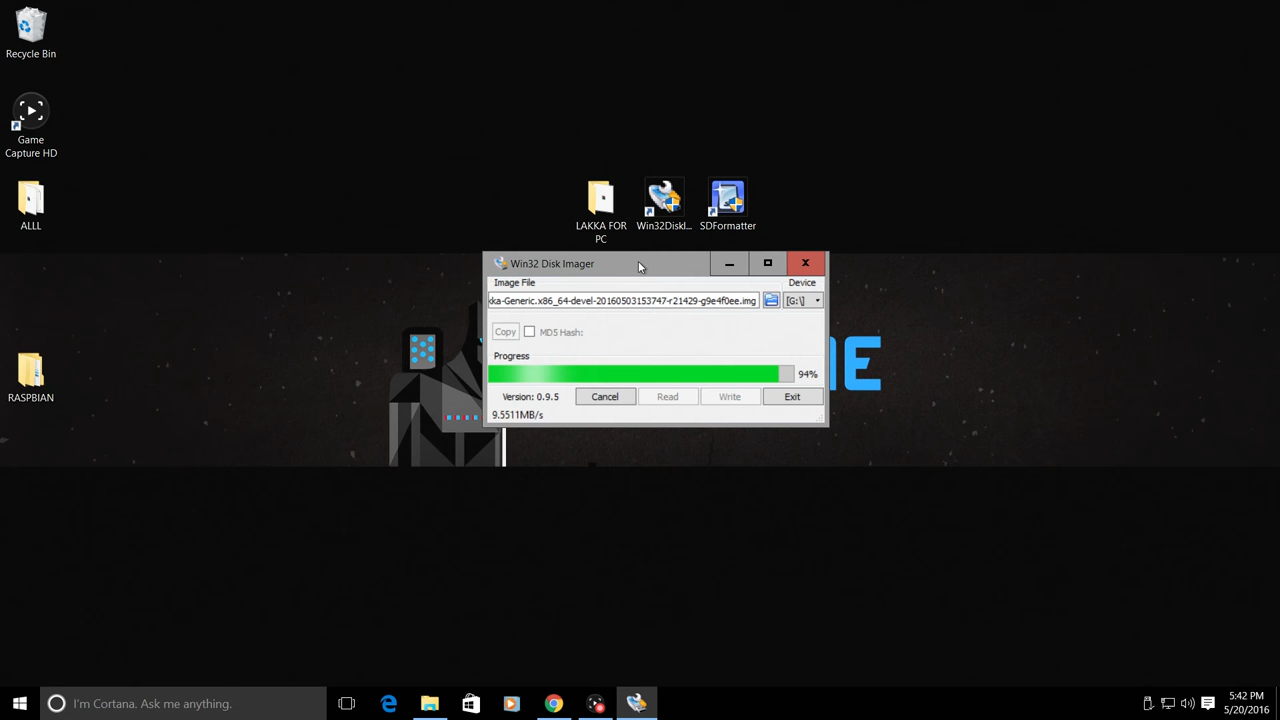 Recycle Bin
Game
Capture HD
ALLL
RASPBIAN
LAKKA FOR
PC
Win32DiskI...
SDFormatter
Win32 Disk Imager
Image File
Device
kka-Generic.x86_64-devel-20160503153747-r21429-g9e4f0ee.img
[G:\]
Copy
MD5 Hash:
Progress
94%
Version: 0.9.5
Cancel
Read
Write
Exit
9.5511MB/s
E
I'm Cortana. Ask me anything.
5:42 PM
5/20/2016